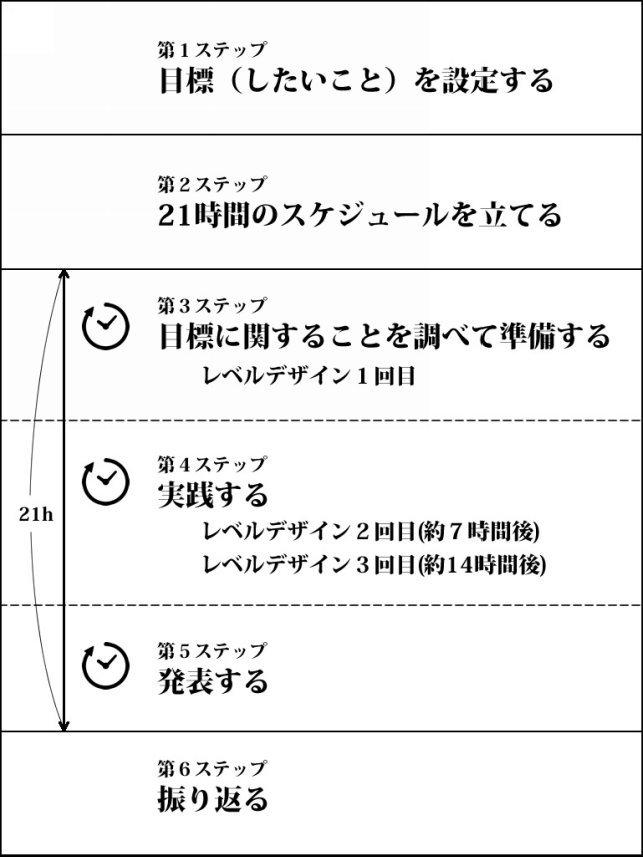 第１ステップ
目標（したいこと）を設定する
第２ステップ
21時間のスケジュールを立てる
第３ステップ
目標に関することを調べて準備する
レベルデザイン１回目
第４ステップ
実践する
レベルデザイン２回目(約７時間後)
レベルデザイン３回目(約14時間後)
21h
第５ステップ
発表する
第６ステップ
振り返る